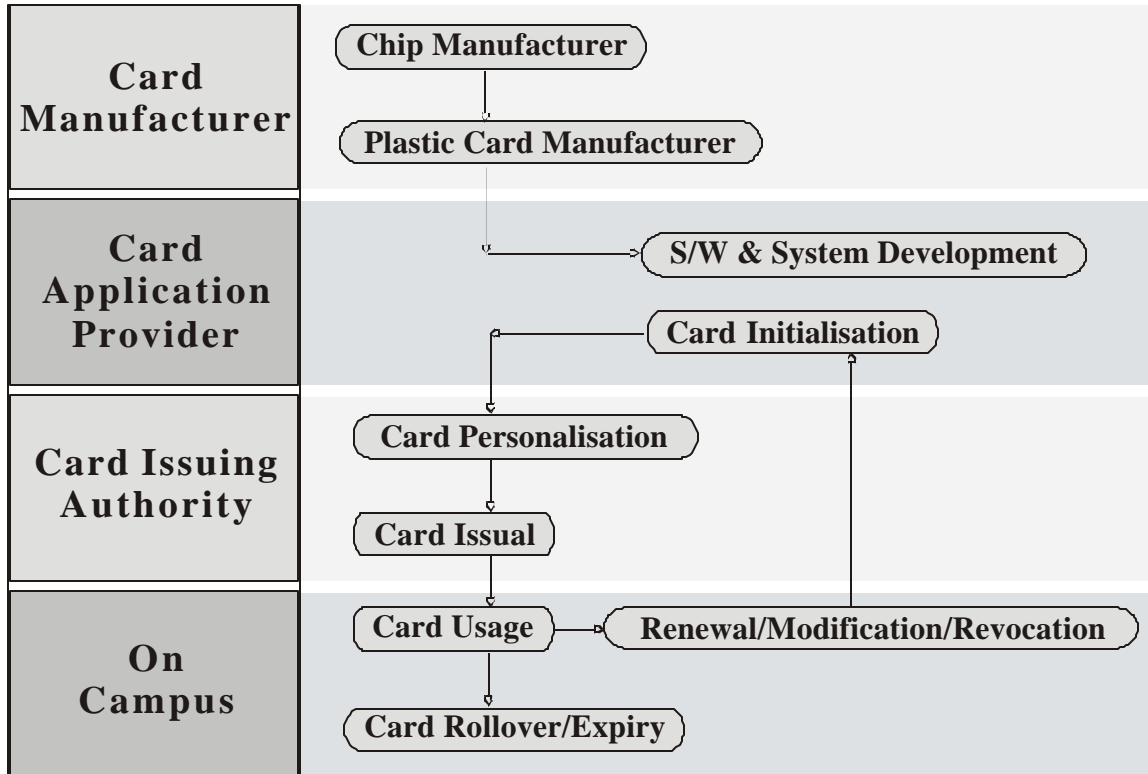 Card
Manufacturer
Chip Manufacturer
Plastic Card Manufacturer
Card
Application
Provider
S/W & System Development
Card Initialisation
Card Issuing
Authority
Card Personalisation
Card Issual
On
Campus
Card Usage
Renewal/Modification/Revocation
Card Rollover/Expiry